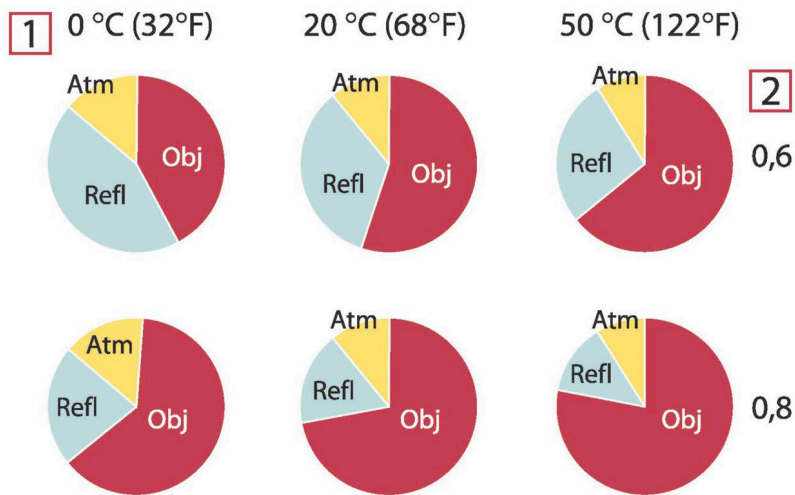 1 0 °C (32°F) 20 °C (68°F) 50 °C (122°F)
Atm Atm Atm 2
Obj Refl Obj Refl Obj Refl 0,6
Atm Atm Atm
Refl Obj Refl Obj Refl Obj 0,8